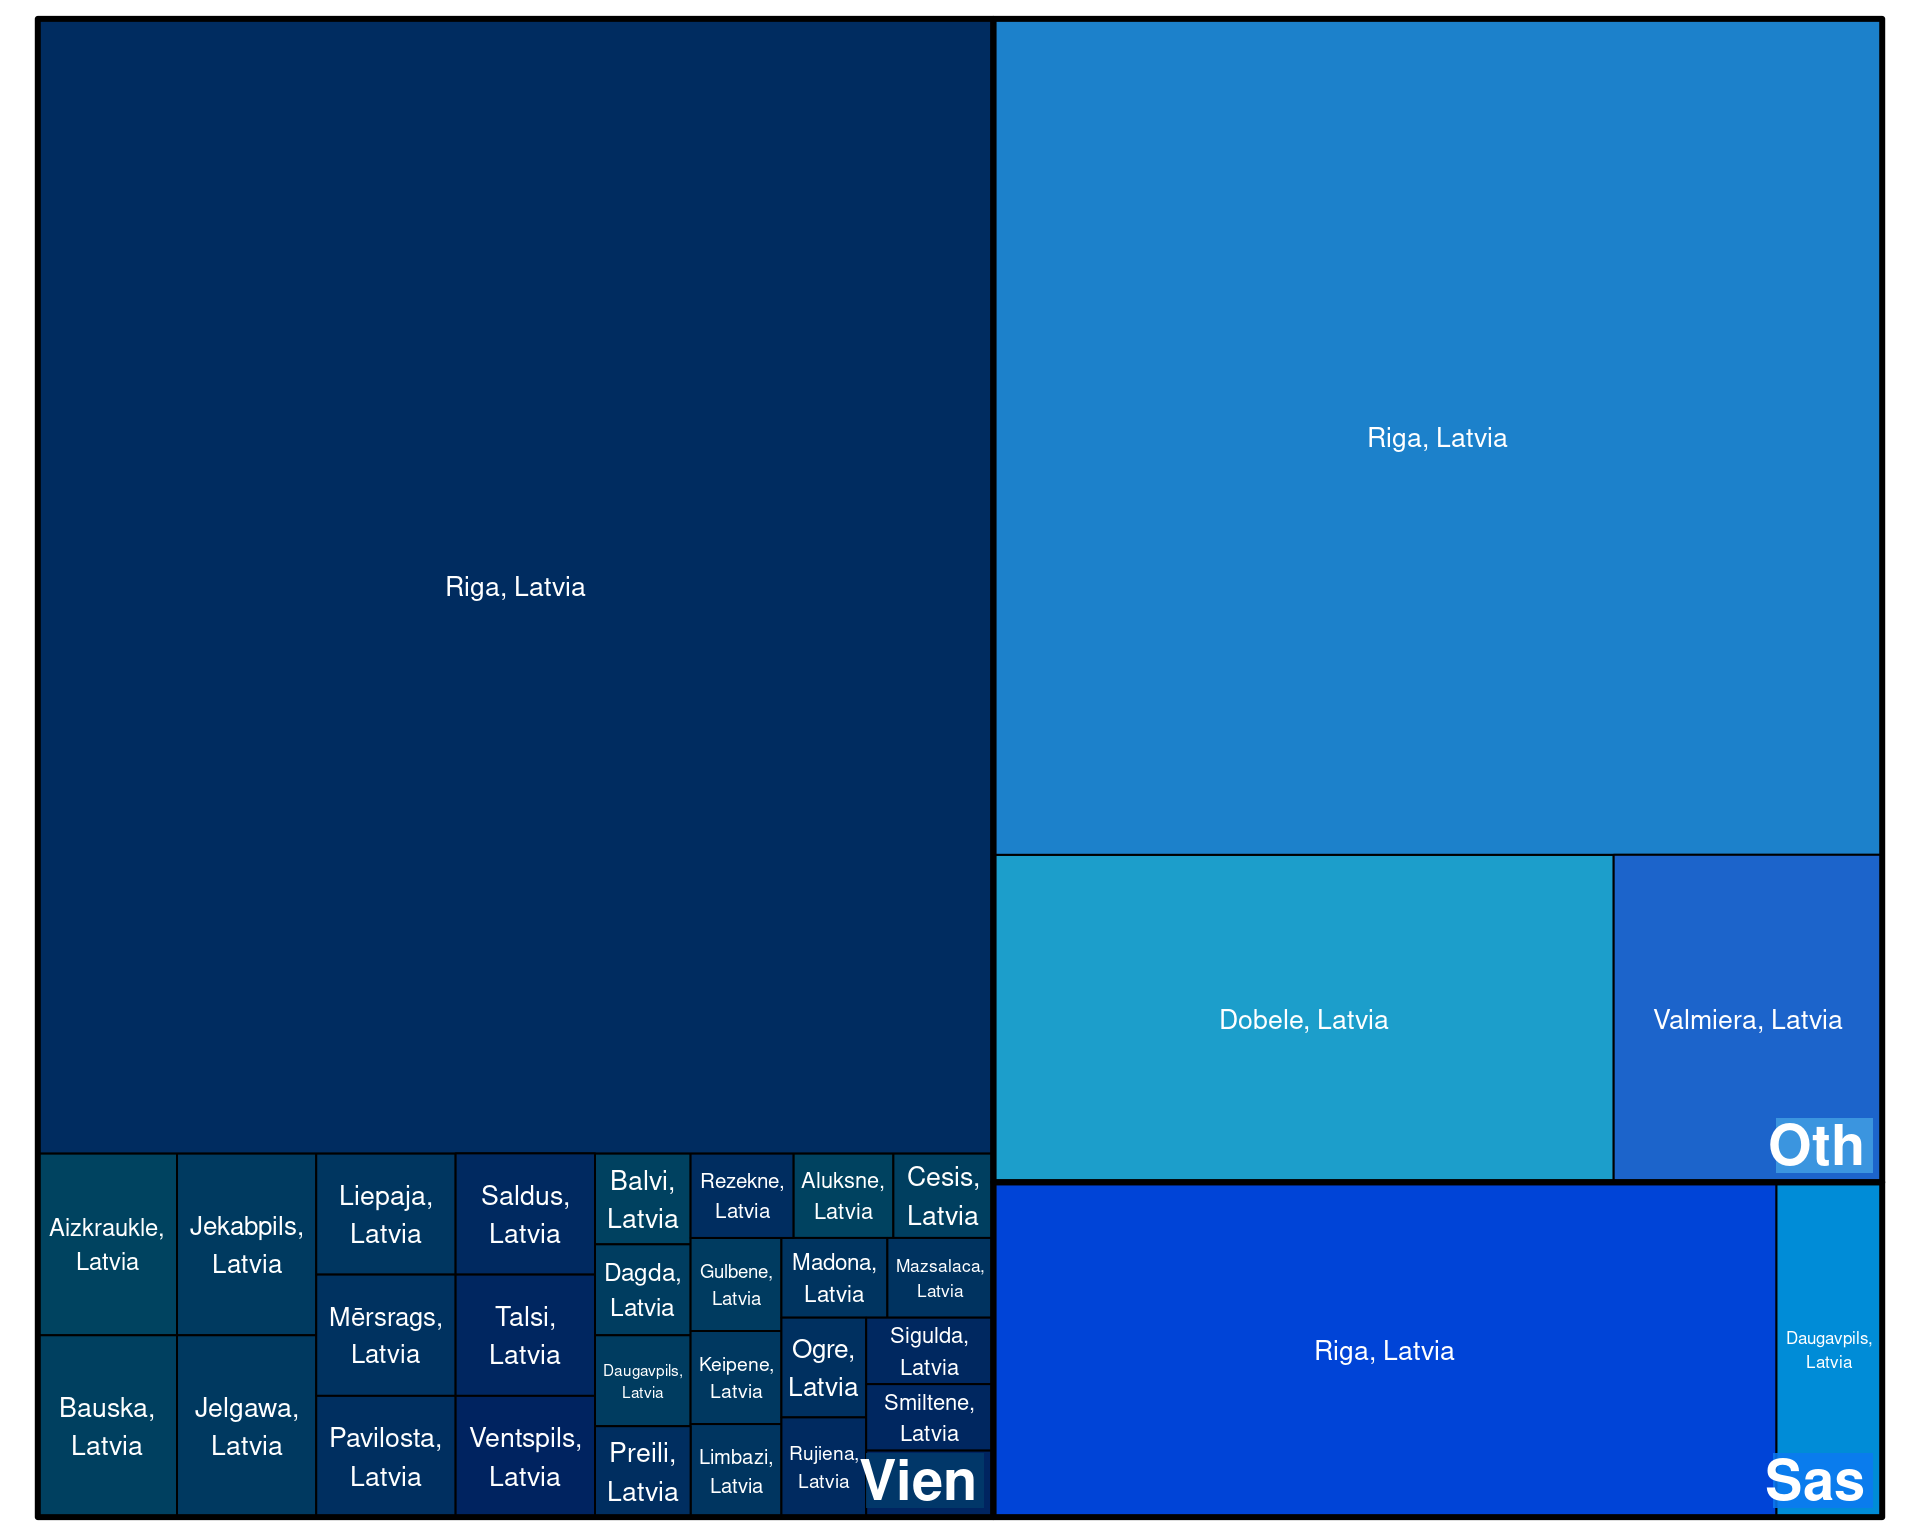 Riga, Latvia
Aizkraukle,
Latvia
Bauska,
Latvia
Jekabpils,
Latvia
Jelgawa,
Latvia
Liepaja,
Latvia
Mērsrags,
Latvia
Pavilosta,
Latvia
Saldus,
Latvia
Talsi,
Latvia
Ventspils,
Latvia
Balvi,
Latvia
Dagda,
Latvia
Daugavpils,
Latvia
Preili,
Latvia
Rezekne,
Latvia
Aluksne,
Latvia
Cesis,
Latvia
Gulbene,
Latvia
Keipene,
Latvia
Limbazi,
Latvia
Madona,
Latvia
Mazsalaca,
Latvia
Ogre,
Latvia
Rujiena,
Latvia
Sigulda,
Latvia
Smiltene,
Latvia
Vien
Riga, Latvia
Dobele, Latvia
Valmiera, Latvia
Oth
Riga, Latvia
Daugavpils,
Latvia
Sas